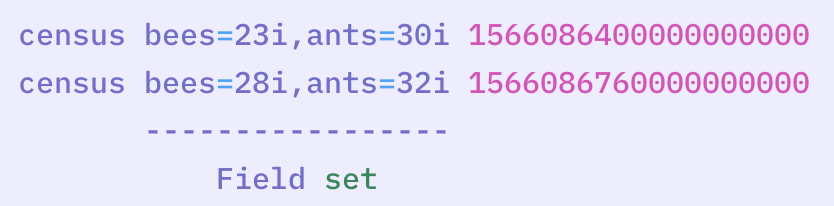 census bees=23i,ants=30i 1566086400000000000
census bees=28i,ants=32i 1566086760000000000
-----------------
Field set